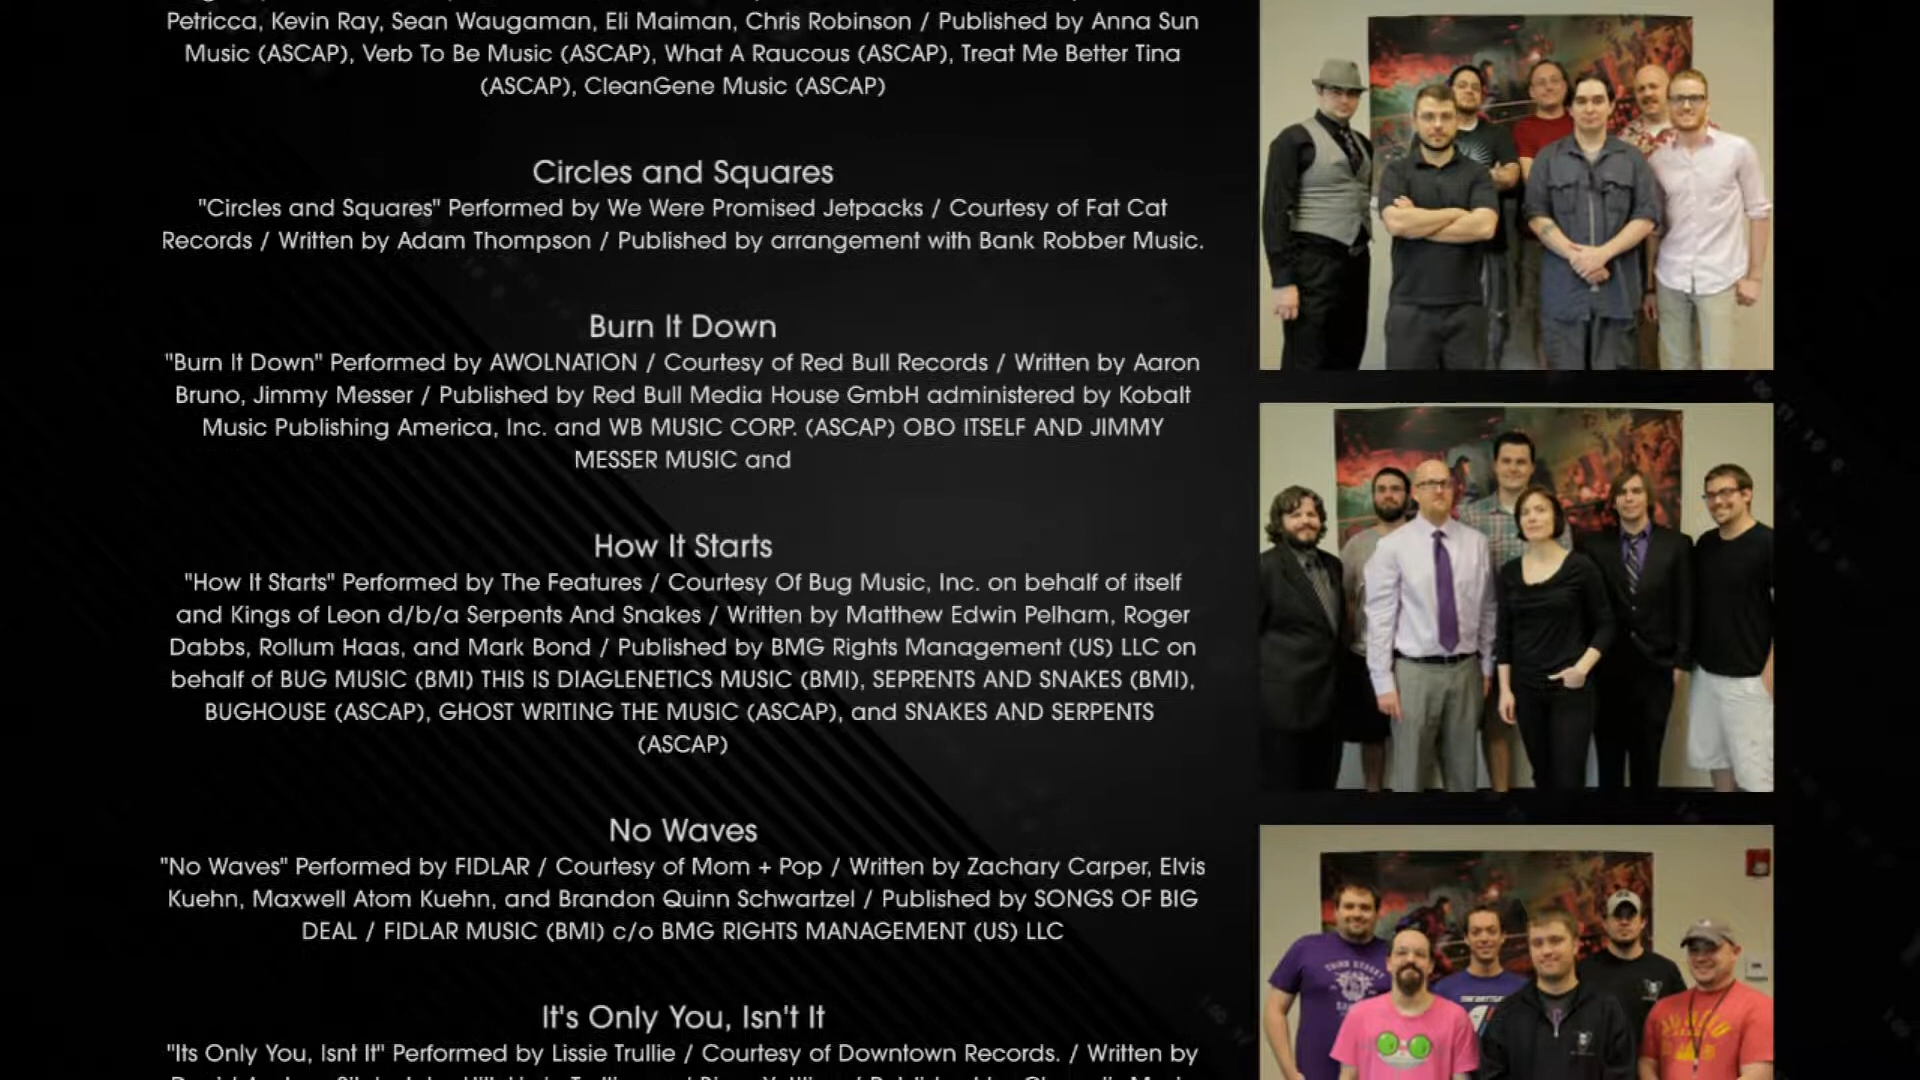 Petricca, Kevin Ray, Sean Waugaman, Eli Maiman, Chris Robinson / Published by Anna Sun
Music (ASCAP), Verb To Be Music (ASCAP), What A Raucous (ASCAP), Treat Me Better Tina
(ASCAP), CleanGene Music (ASCAP)
Circles and Squares
"Circles and Squares" Performed by We Were Promised Jetpacks / Courtesy of Fat Cat
Records / Written by Adam Thompson / Published by arrangement with Bank Robber Music.
Burn It Down
"Burn It Down" Performed by AWOLNATION / Courtesy of Red Bull Records / Written by Aaron
Bruno, Jimmy Messer / Published by Red Bull Media House GmbH administered by Kobalt
Music Publishing America, Inc. and WB MUSIC CORP. (ASCAP) OBO ITSELF AND JIMMY
MESSER MUSIC and
How It Starts
"How It Starts" Performed by The Features / Courtesy Of Bug Music, Inc. on behalf of itself
and Kings of Leon d/b/a Serpents And Snakes / Written by Matthew Edwin Pelham, Roger
Dabbs, Rollum Haas, and Mark Bond / Published by BMG Rights Management (US) LLC on
behalf of BUG MUSIC (BMI) THIS IS DIAGLENETICS MUSIC (BMI), SEPRENTS AND SNAKES (BMI),
BUGHOUSE (ASCAP), GHOST WRITING THE MUSIC (ASCAP), and SNAKES AND SERPENTS
(ASCAP)
No Waves
"No Waves" Performed by FIDLAR / Courtesy of Mom + Pop / Written by Zachary Carper, Elvis
Kuehn, Maxwell Atom Kuehn, and Brandon Quinn Schwartzel / Published by SONGS OF BIG
DEAL / FIDLAR MUSIC (BMI) c/o BMG RIGHTS MANAGEMENT (US) LLC
It's Only You, Isn't It
"Its Only You, Isnt It" Performed by Lissie Trullie / Courtesy of Downtown Records. / Written by